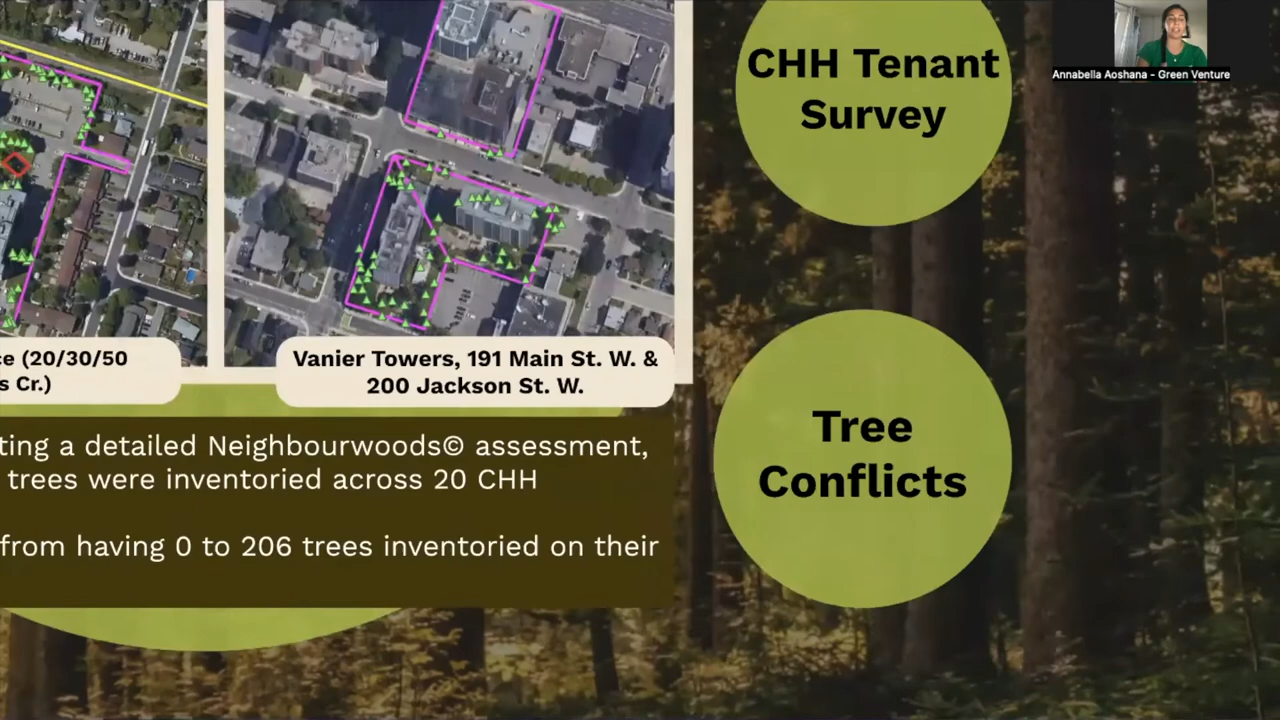 CHH Tenant
Survey
Annabella Aoshana - Green Venture
ce (20/30/50
s Cr.)
Vanier Towers, 191 Main St. W. &
200 Jackson St. W.
ting a detailed Neighbourwoods© assessment,
trees were inventoried across 20 CHH
from having 0 to 206 trees inventoried on their
Tree
Conflicts